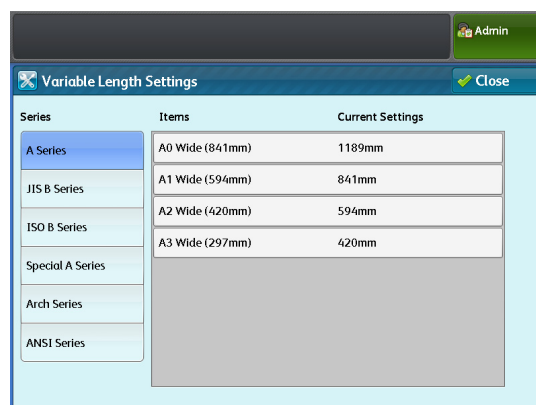 Admin
Variable Length Settings
Close
Series
Items
Current Settings
A Series
JIS B Series
ISO B Series
Special A Series
Arch Series
ANSI Series
A0 Wide (841mm) 1189mm
A1 Wide (594mm) 841mm
A2 Wide (420mm) 594mm
A3 Wide (297mm) 420mm